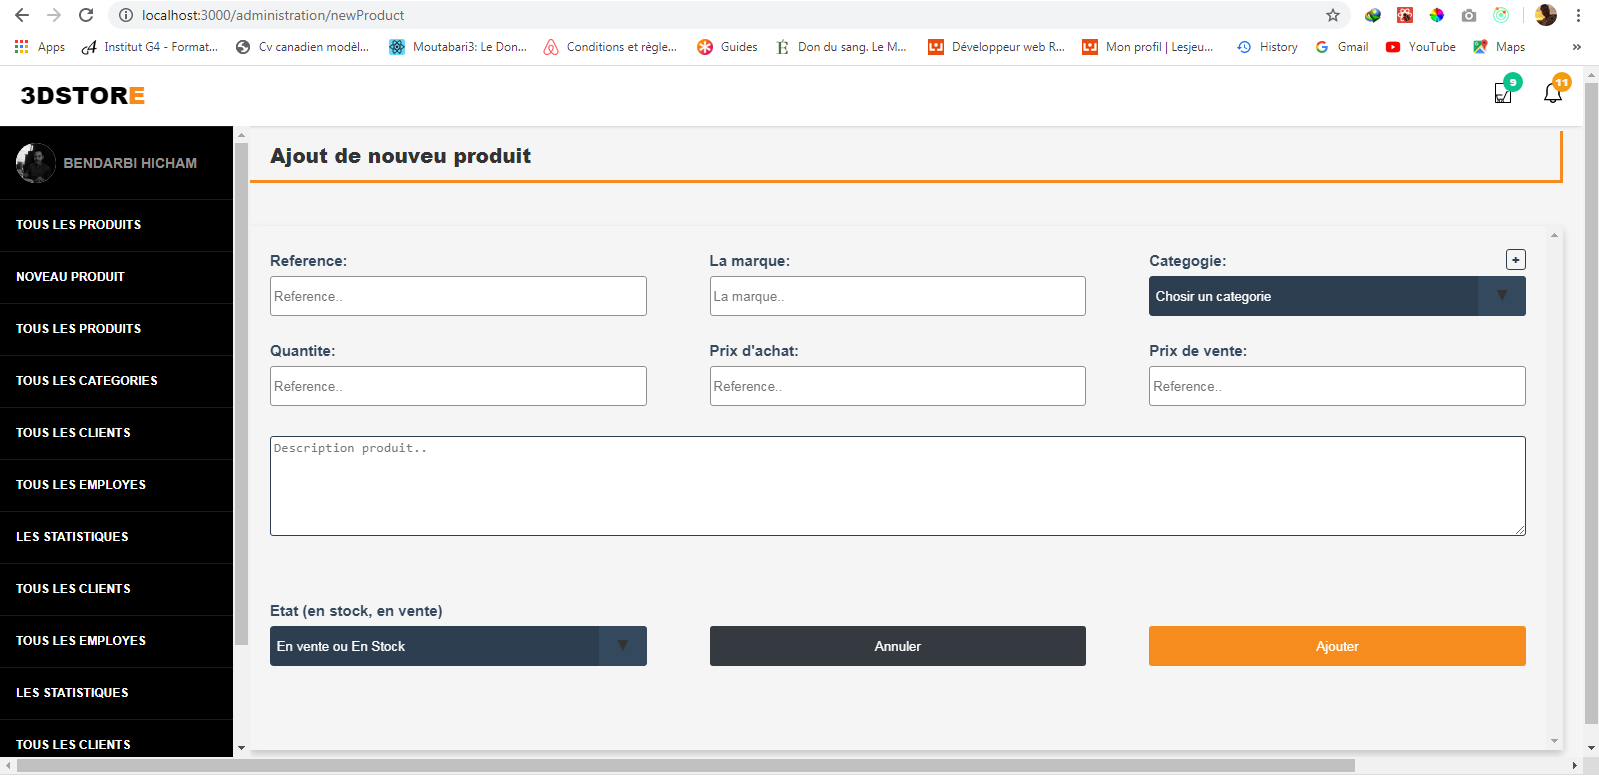 localhost:3000/administration/newProduct
Apps Institut G4 - Format... Cv canadien modèl... Moutabari3: Le Don... Conditions et règle... Guides Don du sang. Le M... Développeur web R... Mon profil | Lesjeu... History Gmail YouTube Maps »
3DSTORE 9 11
BENDARBI HICHAM
TOUS LES PRODUITS
NOVEAU PRODUIT
TOUS LES PRODUITS
TOUS LES CATEGORIES
TOUS LES CLIENTS
TOUS LES EMPLOYES
LES STATISTIQUES
TOUS LES CLIENTS
TOUS LES EMPLOYES
LES STATISTIQUES
TOUS LES CLIENTS
Ajout de nouveu produit
Reference: La marque: Categogie: +
Reference.. La marque.. Chosir un categorie
Quantite: Prix d'achat: Prix de vente:
Reference.. Reference.. Reference..
Description produit..
Etat (en stock, en vente)
En vente ou En Stock Annuler Ajouter